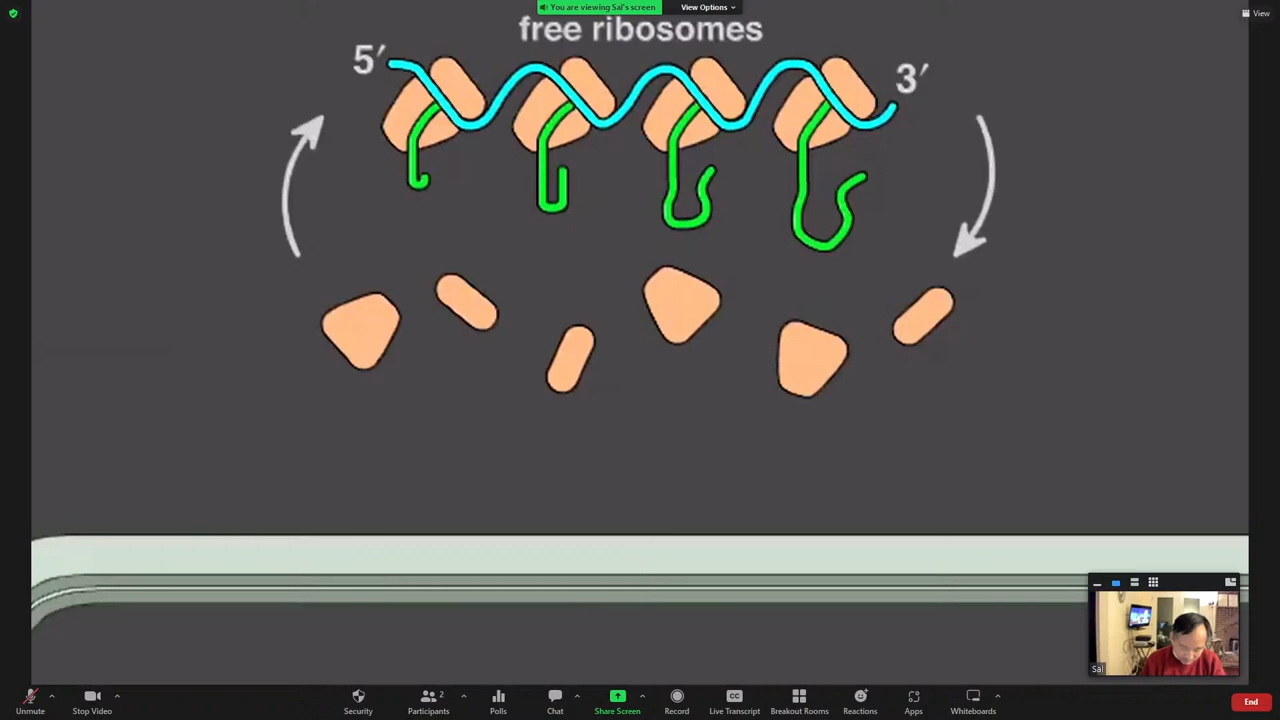 You are viewing Sal's screen
View Options
View
free ribosomes
5′
3′
Sal
Unmute
Stop Video
Security
Participants
2
Polls
Chat
Share Screen
Record
CC
Live Transcript
Breakout Rooms
Reactions
Apps
Whiteboards
End